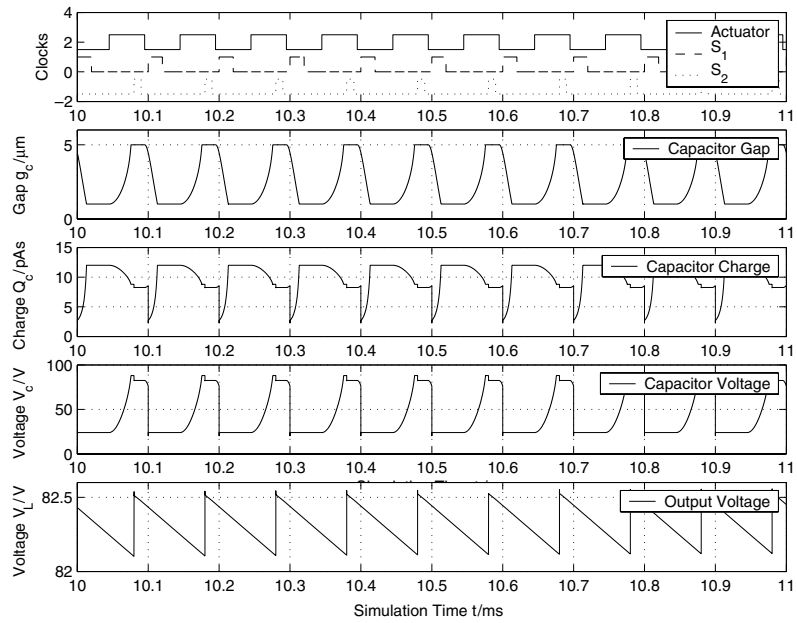 Clocks
4
2
0
−2
Actuator
S1
S2
10 10.1 10.2 10.3 10.4 10.5 10.6 10.7 10.8 10.9 11
Gap gc/μm
5
0
Capacitor Gap
10 10.1 10.2 10.3 10.4 10.5 10.6 10.7 10.8 10.9 11
Charge Qc/pAs
15
10
5
0
Capacitor Charge
10 10.1 10.2 10.3 10.4 10.5 10.6 10.7 10.8 10.9 11
Voltage Vc/V
100
50
0
Capacitor Voltage
10 10.1 10.2 10.3 10.4 10.5 10.6 10.7 10.8 10.9 11
Voltage VL/V
82.5
82
Output Voltage
10 10.1 10.2 10.3 10.4 10.5 10.6 10.7 10.8 10.9 11
Simulation Time t/ms